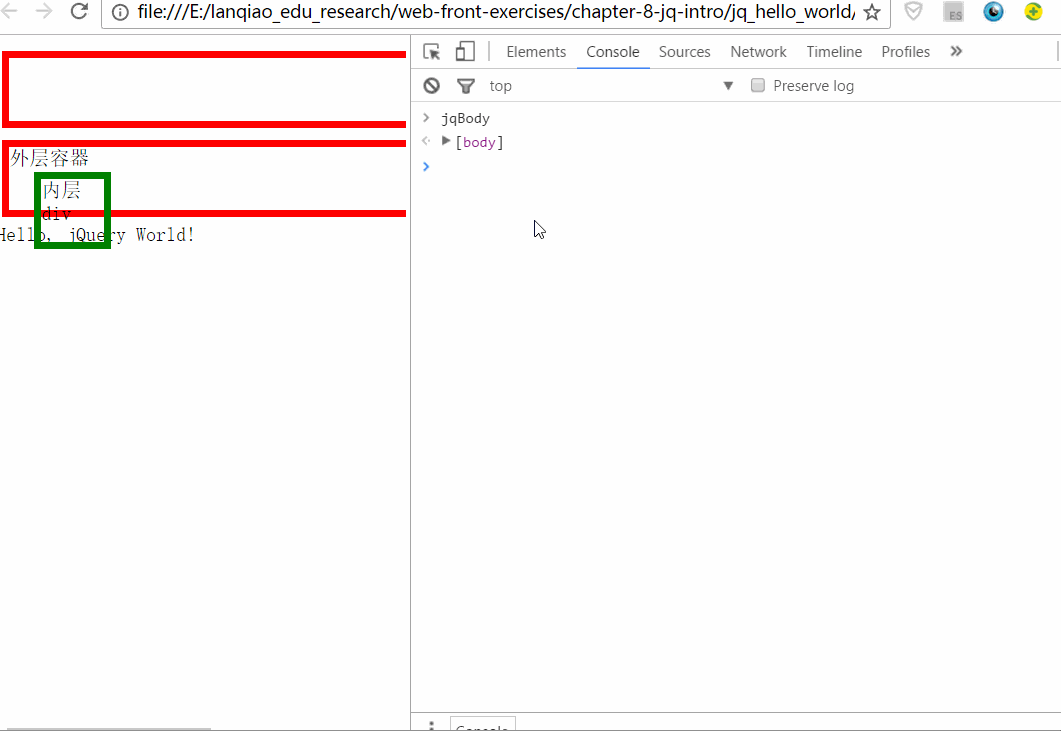 file:///E:/lanqiao_edu_research/web-front-exercises/chapter-8-jq-intro/jq_hello_world/
ES
Elements Console Sources Network Timeline Profiles »
top ▼ Preserve log
外层容器
内层
div
Hello, jQuery World!
> jqBody
<· ▶ [body]
>
Console